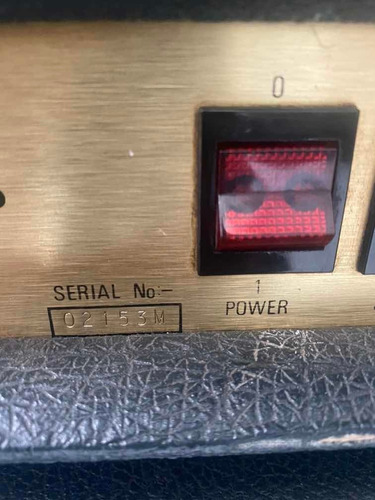 0
SERIAL No:-
02153M
1
POWER